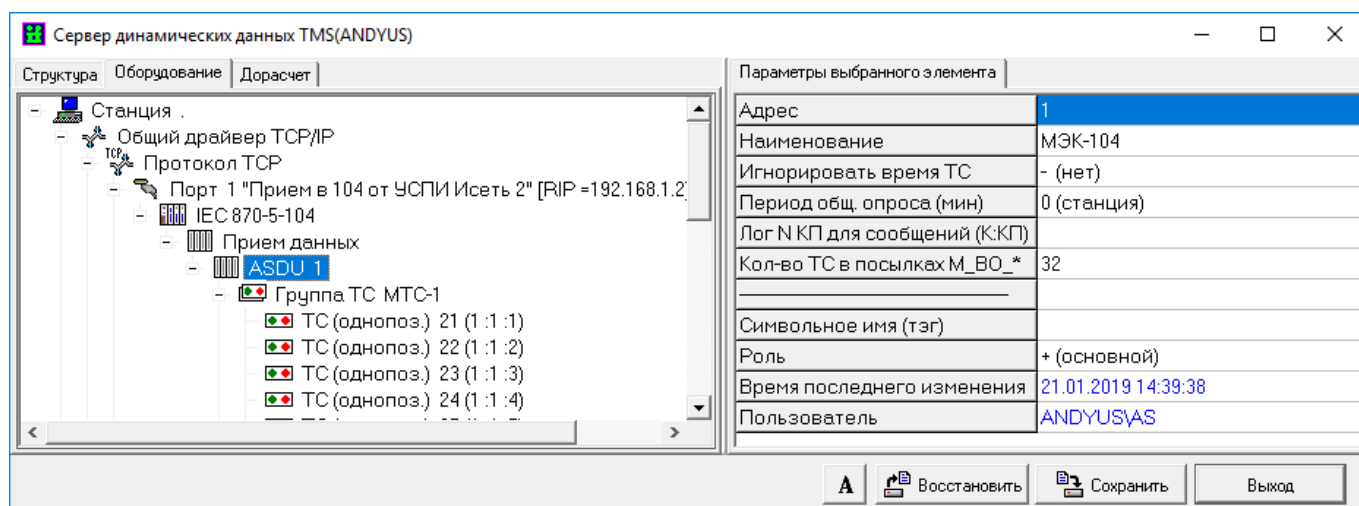 Сервер динамических данных TMS(ANDYUS)
Структура Оборудование Дорасчет
Станция .
Общий драйвер TCP/IP
TCP Протокол TCP
Порт 1 "Прием в 104 от УСПИ Исеть 2" [RIP =192.168.1.2]
IEC 870-5-104
Прием данных
ASDU 1
Группа ТС МТС-1
ТС (однопоз.) 21 (1 :1 :1)
ТС (однопоз.) 22 (1 :1 :2)
ТС (однопоз.) 23 (1 :1 :3)
ТС (однопоз.) 24 (1 :1 :4)
Параметры выбранного элемента
Адрес 1
Наименование МЭК-104
Игнорировать время ТС - (нет)
Период общ. опроса (мин) 0 (станция)
Лог N КП для сообщений (К:КП)
Кол-во ТС в посылках M_BO_* 32
Символьное имя (тэг)
Роль + (основной)
Время последнего изменения 21.01.2019 14:39:38
Пользователь ANDYUS\AS
A Восстановить Сохранить Выход